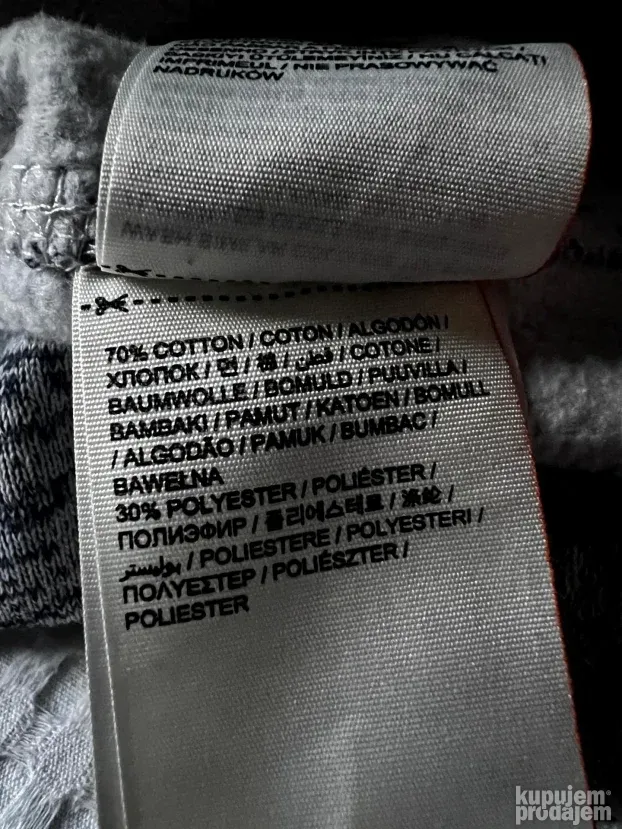 IMPRIMEUL / NIE PRASOWYWAĆ
NADRUKÓW
70% COTTON / COTON / ALGODÓN /
ХЛОПОК / 면 / 棉 / قطن / COTONE /
BAUMWOLLE / BOMULD / PUUVILLA /
BAMBAKI / PAMUT / KATOEN / BOMULL
/ ALGODÃO / PAMUK / BUMBAC /
BAWEŁNA
30% POLYESTER / POLIÉSTER /
ПОЛИЭФИР / 폴리에스테르 / 涤纶 /
بوليستر / POLIESTERE / POLYESTERI /
ΠΟΛΥΕΣΤΕΡ / POLIÉSZTER /
POLIESTER
kupujem
prodajem